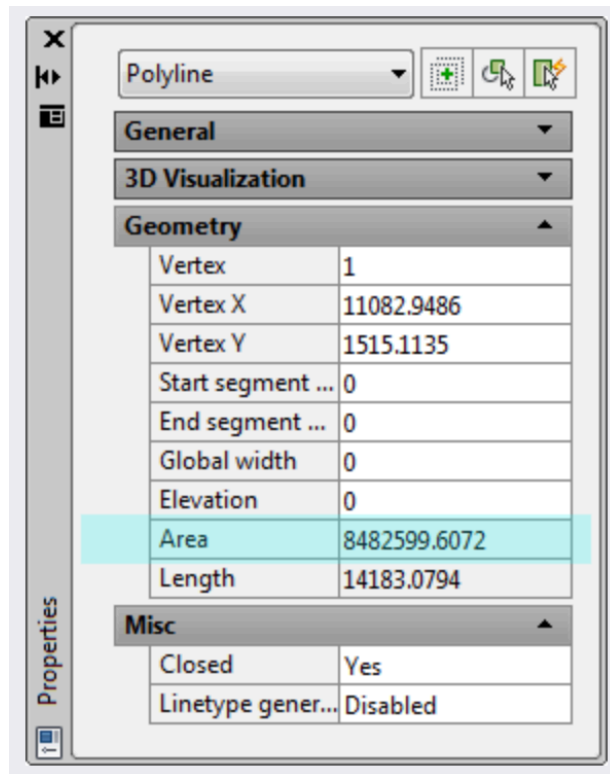 Polyline
General
3D Visualization
Geometry
Vertex 1
Vertex X 11082.9486
Vertex Y 1515.1135
Start segment ... 0
End segment ... 0
Global width 0
Elevation 0
Area 8482599.6072
Length 14183.0794
Misc
Closed Yes
Linetype gener... Disabled
Properties